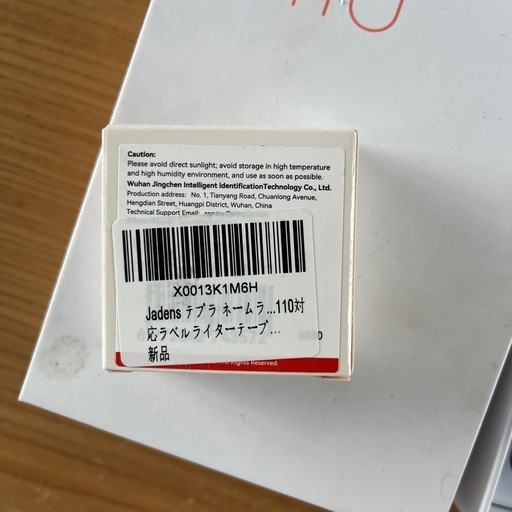 Caution:
Please avoid direct sunlight; avoid storage in high temperature
and high humidity environment, and use as soon as possible.
Wuhan Jingchen Intelligent IdentificationTechnology Co., Ltd.
Production address: No. 1, Tianyang Road, Chuanlong Avenue,
Hengdian Street, Huangpi District, Wuhan, China
Technical Support Email:
X0013K1M6H
Jadens テプラ ネームラ...110対
応ラベルライターテープ...
新品
All Rights Reserved.